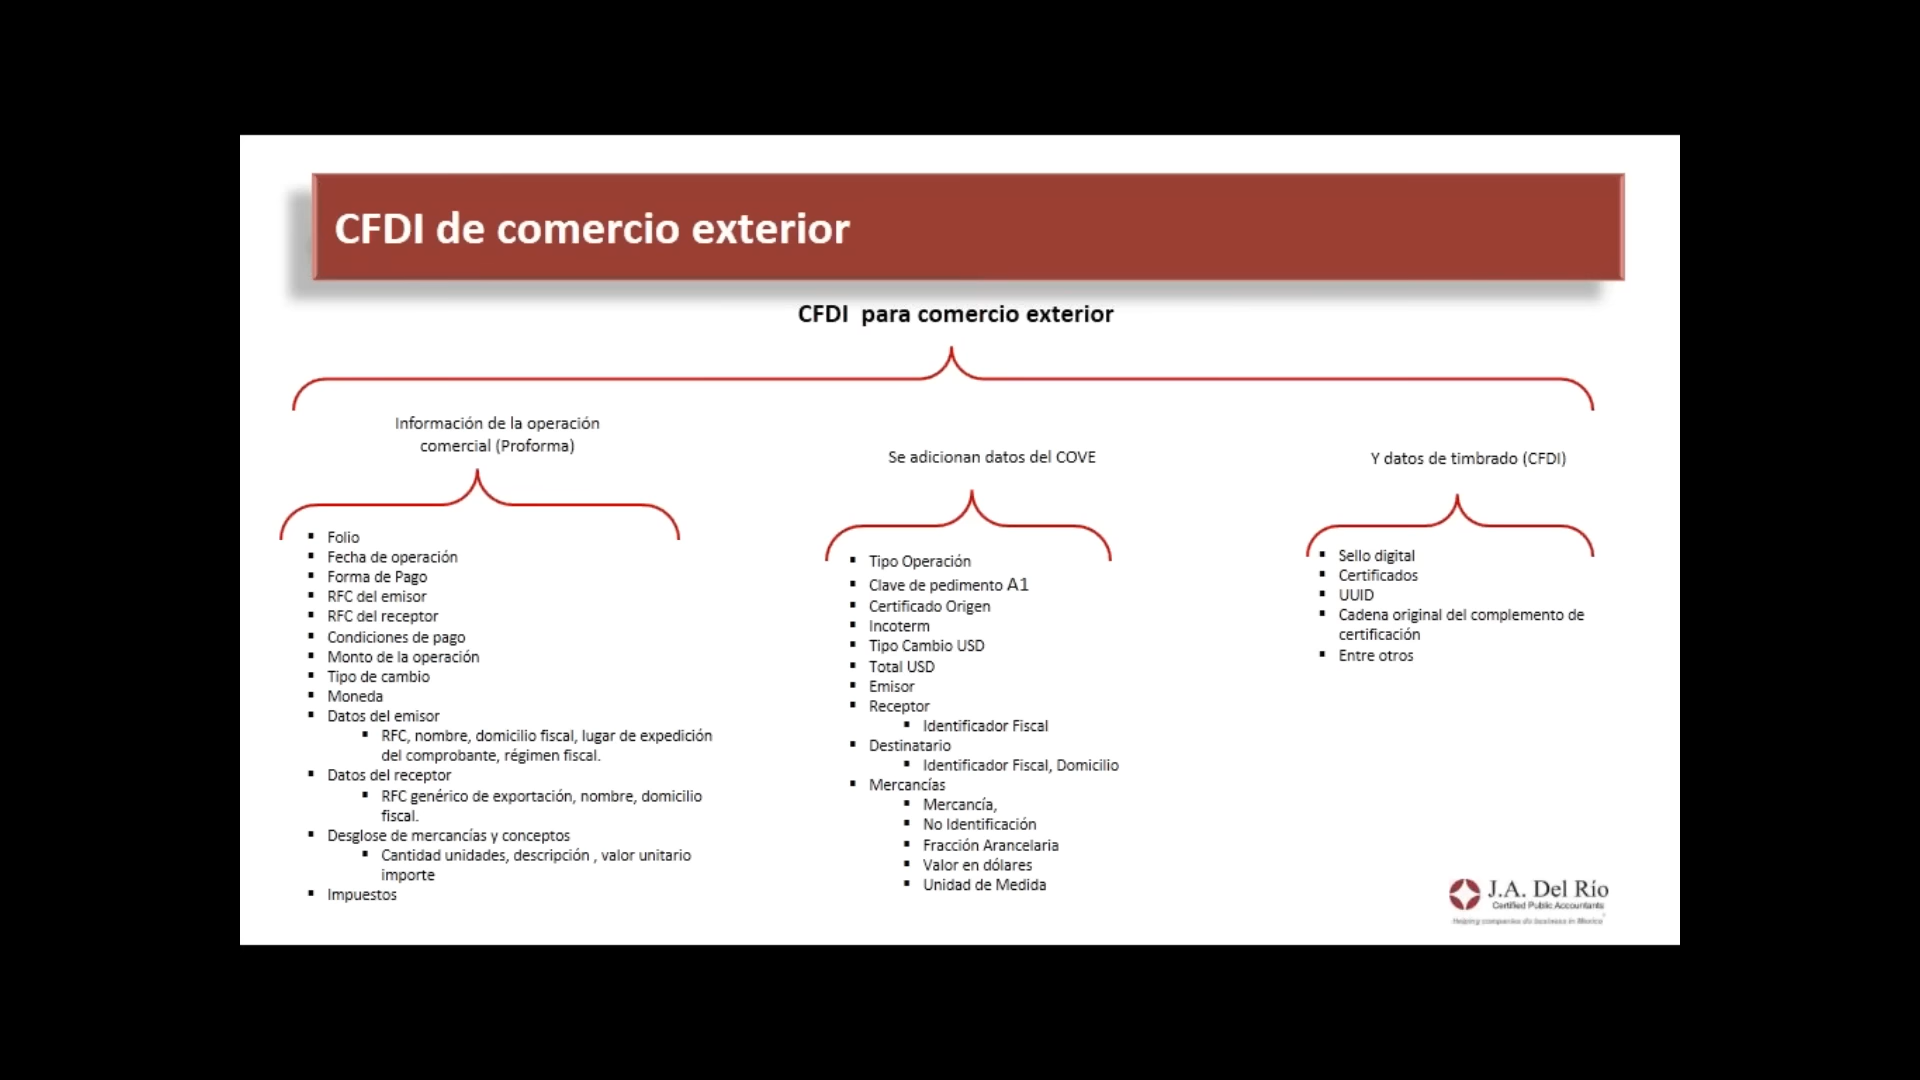 CFDI de comercio exterior
CFDI para comercio exterior
Información de la operación
comercial (Proforma)
Folio
Fecha de operación
Forma de Pago
RFC del emisor
RFC del receptor
Condiciones de pago
Monto de la operación
Tipo de cambio
Moneda
Datos del emisor
RFC, nombre, domicilio fiscal, lugar de expedición
del comprobante, régimen fiscal.
Datos del receptor
RFC genérico de exportación, nombre, domicilio
fiscal.
Desglose de mercancías y conceptos
Cantidad unidades, descripción , valor unitario
importe
Impuestos
Se adicionan datos del COVE
Tipo Operación
Clave de pedimento A1
Certificado Origen
Incoterm
Tipo Cambio USD
Total USD
Emisor
Receptor
Identificador Fiscal
Destinatario
Identificador Fiscal, Domicilio
Mercancías
Mercancía,
No Identificación
Fracción Arancelaria
Valor en dólares
Unidad de Medida
Y datos de timbrado (CFDI)
Sello digital
Certificados
UUID
Cadena original del complemento de
certificación
Entre otros
J.A. Del Río
Certified Public Accountants
Helping companies do business in Mexico